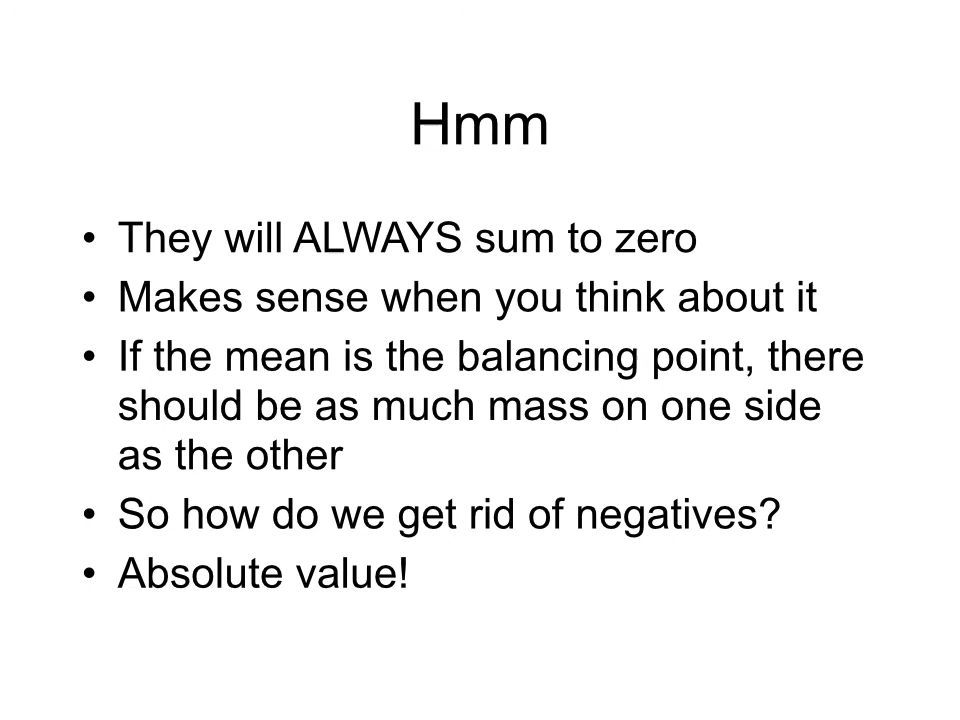 Hmm
• They will ALWAYS sum to zero
• Makes sense when you think about it
• If the mean is the balancing point, there
should be as much mass on one side
as the other
• So how do we get rid of negatives?
• Absolute value!